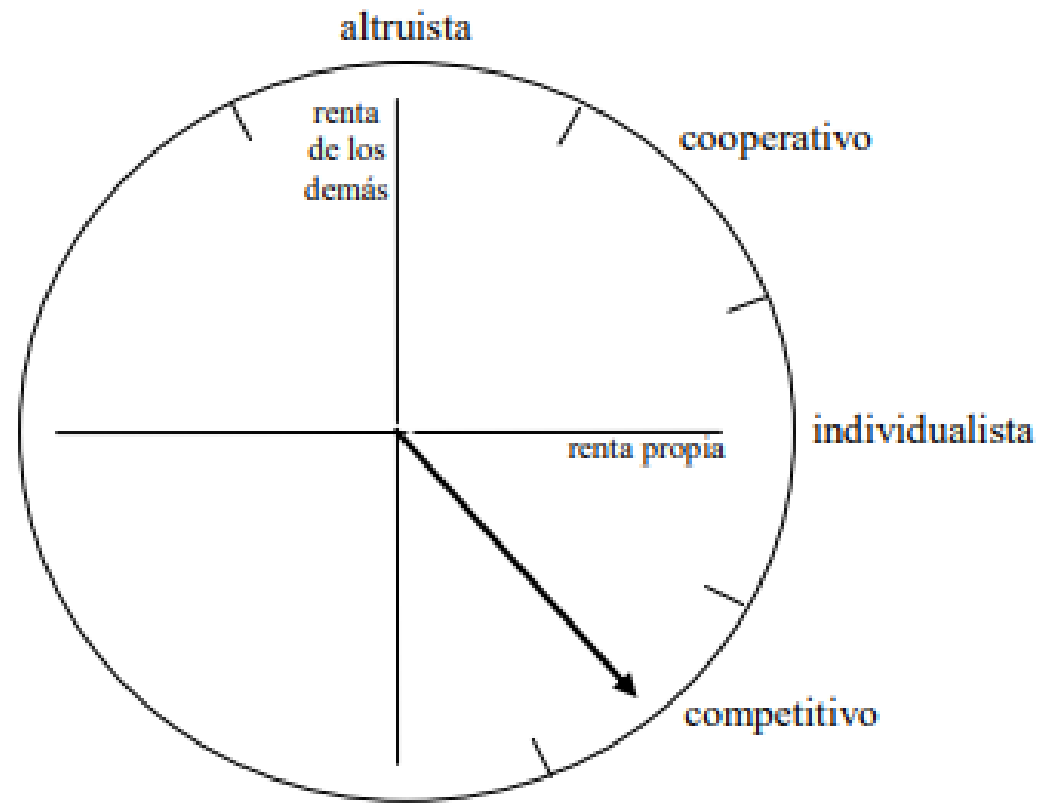 altruista
renta
de los
demás
cooperativo
individualista
renta propia
competitivo